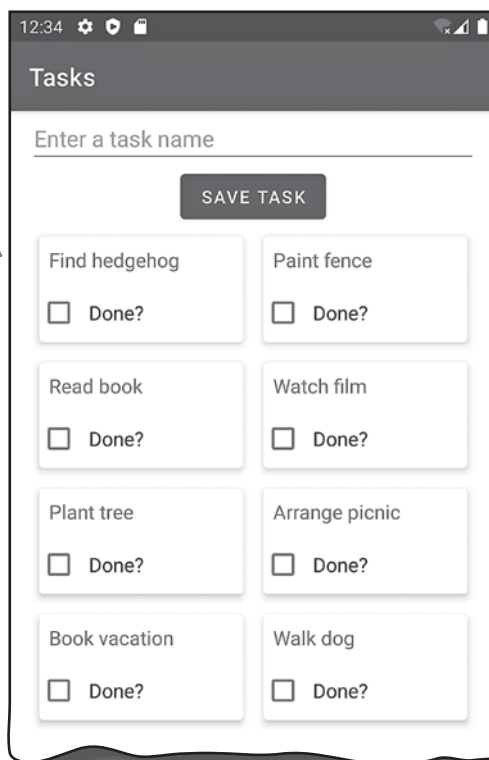 12:34
Tasks
Enter a task name
SAVE TASK
Find hedgehog
Done?
Paint fence
Done?
Read book
Done?
Watch film
Done?
Plant tree
Done?
Arrange picnic
Done?
Book vacation
Done?
Walk dog
Done?